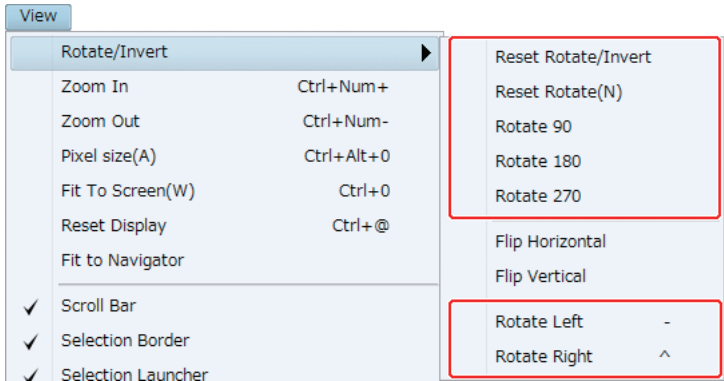 View
Rotate/Invert
Zoom In Ctrl+Num+
Zoom Out Ctrl+Num-
Pixel size(A) Ctrl+Alt+0
Fit To Screen(W) Ctrl+0
Reset Display Ctrl+@
Fit to Navigator
Scroll Bar
Selection Border
Selection Launcher
Reset Rotate/Invert
Reset Rotate(N)
Rotate 90
Rotate 180
Rotate 270
Flip Horizontal
Flip Vertical
Rotate Left -
Rotate Right ^